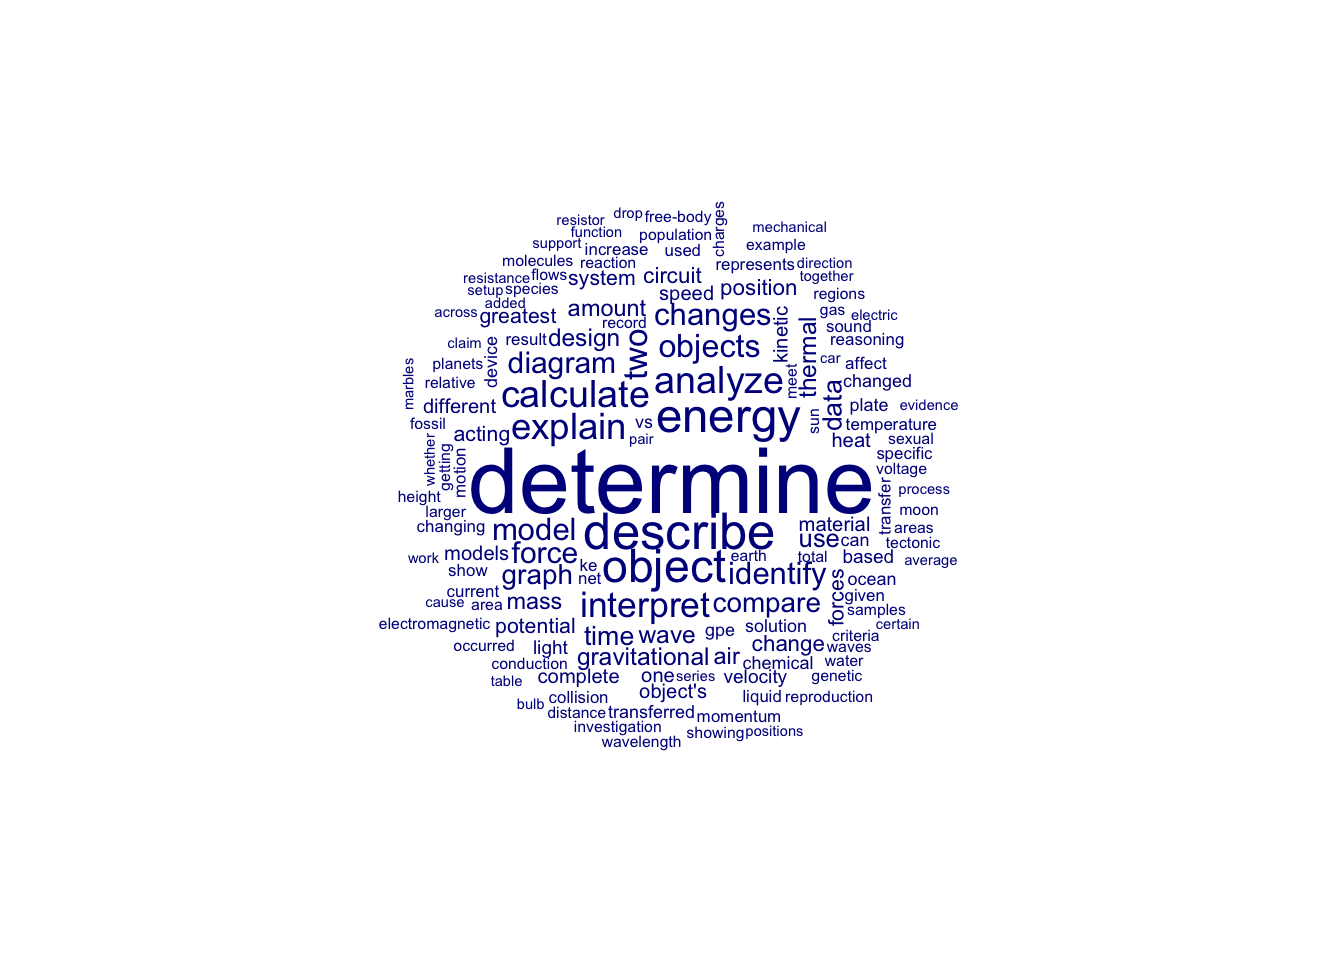 charges
resistor
drop
free-body
mechanical
function
population
support
increase
used
example
molecules
reaction
represents
direction
resistance
flows
system
circuit
together
setup
species
speed
position
regions
added
amount
changes
kinetic
thermal
gas
electric
across
greatest
record
sound
claim
device
result
design
two
objects
reasoning
planets
diagram
car
affect
marbles
relative
calculate
analyze
meet
data
changed
different
energy
sun
plate
evidence
fossil
acting
explain
vs
pair
temperature
heat
sexual
whether
getting
motion
determine
specific
voltage
height
transfer
process
larger
moon
changing
model
describe
material
use
can
areas
tectonic
work
models
force
ke
earth
total
based
average
show
graph
net
object
identify
forces
ocean
current
given
cause
area
mass
interpret
compare
samples
electromagnetic
potential
time
wave
gpe
solution
criteria
certain
occurred
light
gravitational
air
change
waves
conduction
chemical
water
table
complete
one
series
velocity
genetic
bulb
collision
object's
liquid
reproduction
distance
transferred
momentum
investigation
showing
positions
wavelength